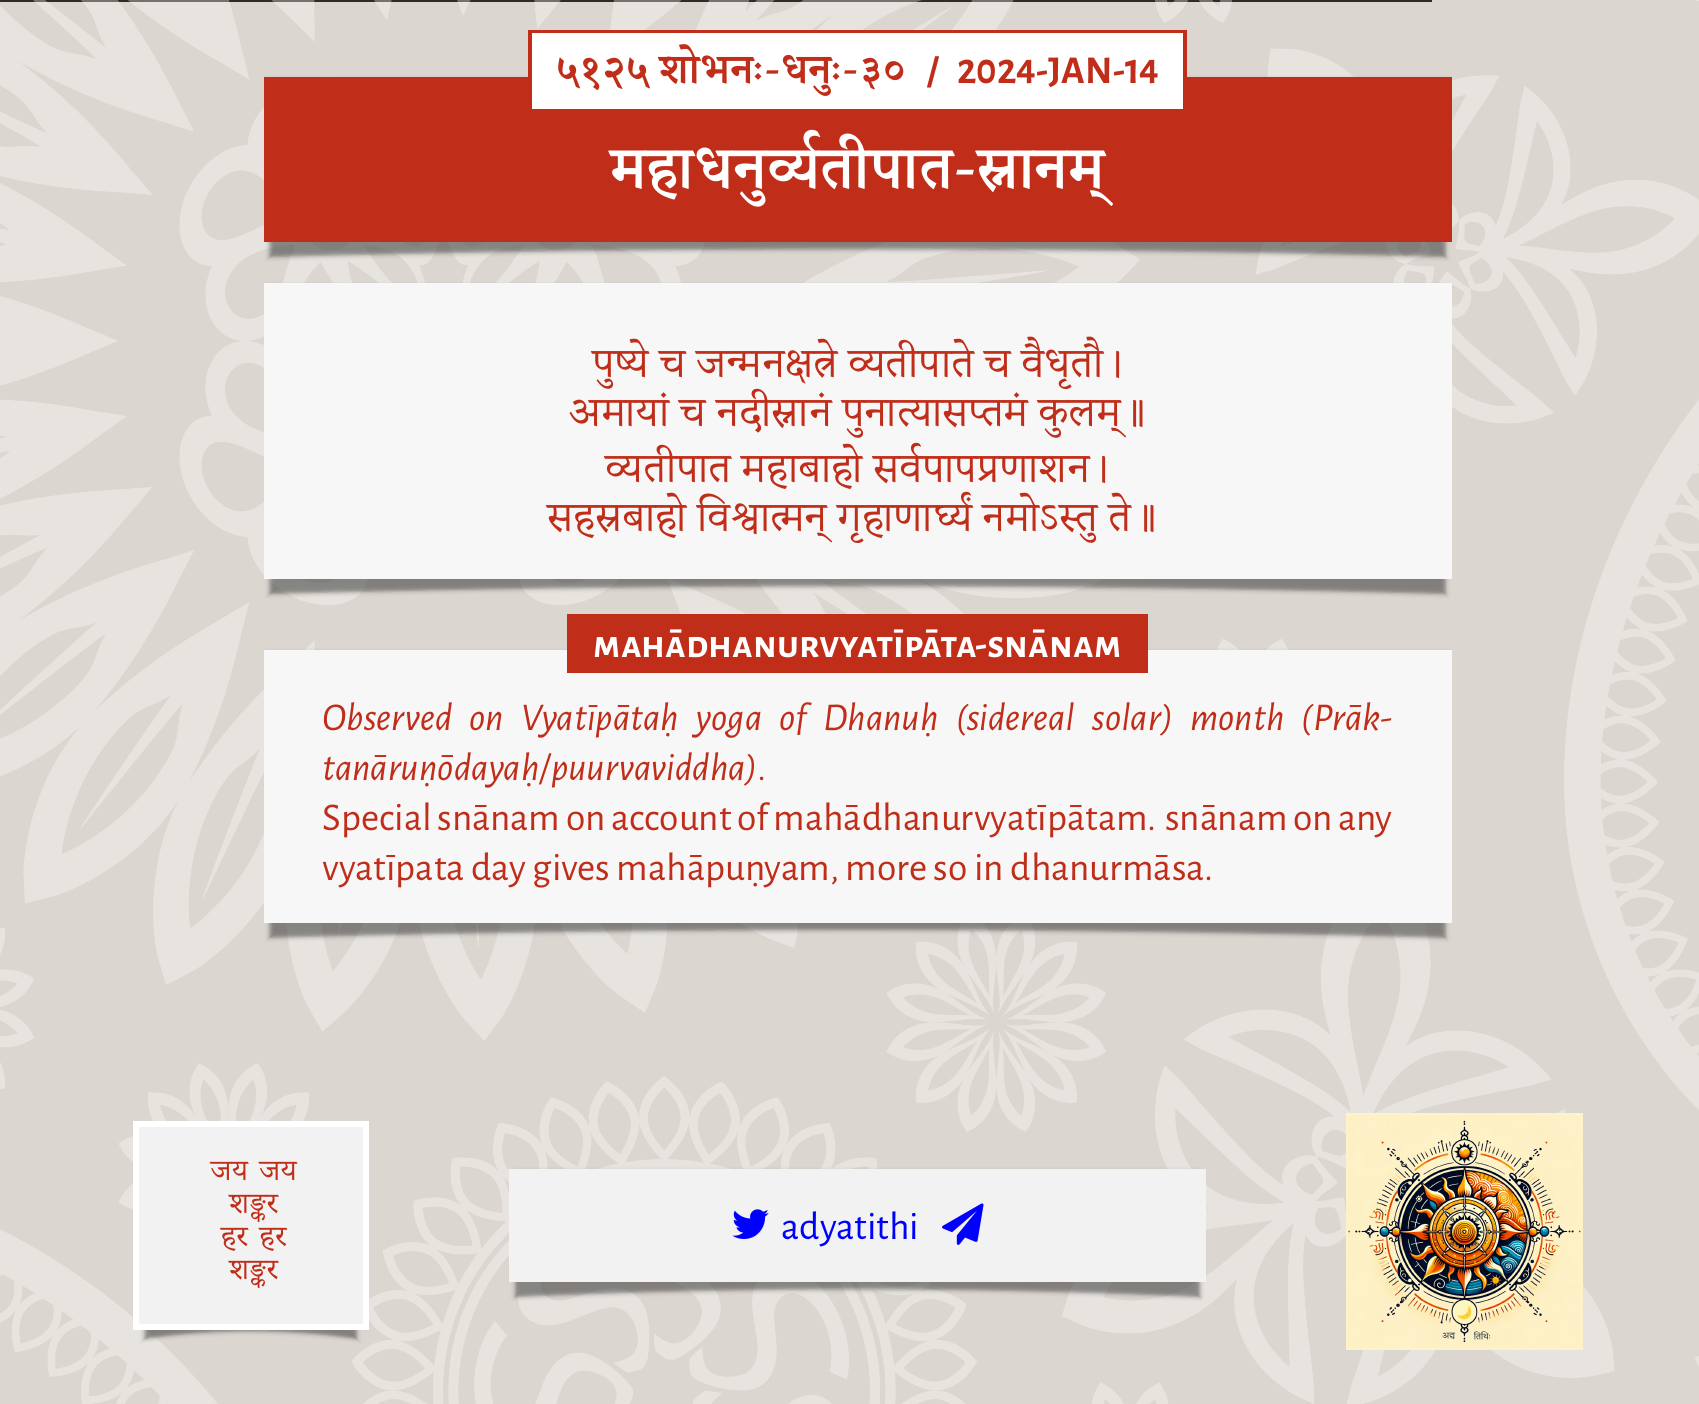 ५१२५ शोभनः-धनुः-३० / 2024-JAN-14
महाधनुर्व्यतीपात-स्नानम्
पुष्ये च जन्मनक्षत्रे व्यतीपाते च वैधृतौ।
अमायां च नदीस्नानं पुनात्यासप्तमं कुलम्॥
व्यतीपात महाबाहो सर्वपापप्रणाशन।
सहस्रबाहो विश्वात्मन् गृहाणार्घ्यं नमोऽस्तु ते॥
MAHĀDHANURVYATĪPĀTA-SNĀNAM
Observed on Vyatīpātaḥ yoga of Dhanuḥ (sidereal solar) month (Prāk-
tanāruṇōdayaḥ/puurvaviddha).
Special snānam on account of mahādhanurvyatīpātam. snānam on any
vyatīpata day gives mahāpuṇyam, more so in dhanurmāsa.
जय जय
शङ्कर
हर हर
शङ्कर
adyatithi
अद्य तिथिः